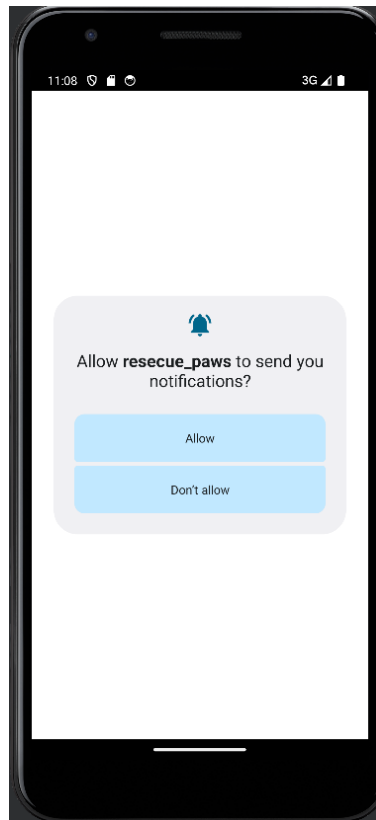 11:08 3G
Allow resecue_paws to send you
notifications?
Allow
Don't allow